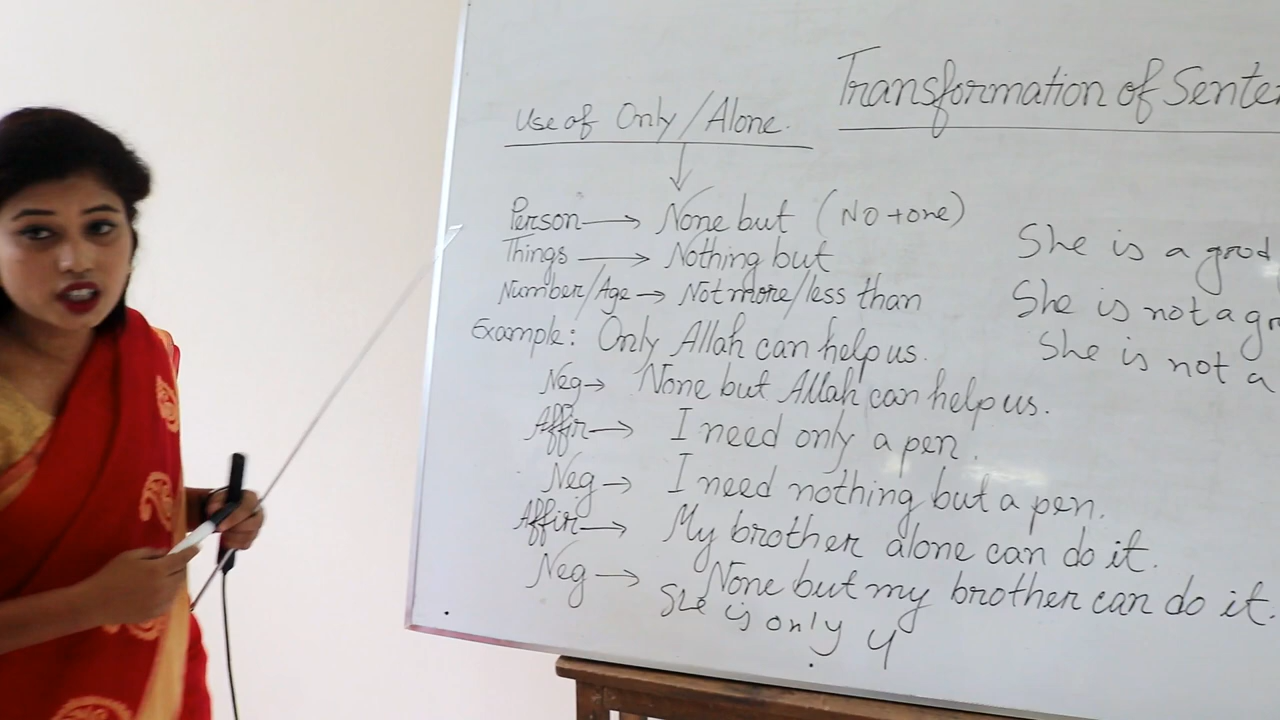 Transformation of Senten
Use of Only/Alone.
Person → None but (No+one)
Things → Nothing but
Number/Age → Not more/less than
Example: Only Allah can help us.
Neg → None but Allah can help us.
Affir → I need only a pen.
Neg → I need nothing but a pen.
Affir → My brother alone can do it.
Neg → None but my brother can do it.
She is only 4
She is a good
She is not a
She is not a